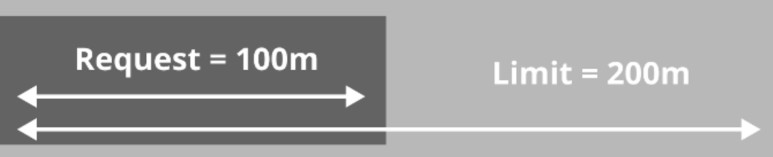 Request = 100m
Limit = 200m